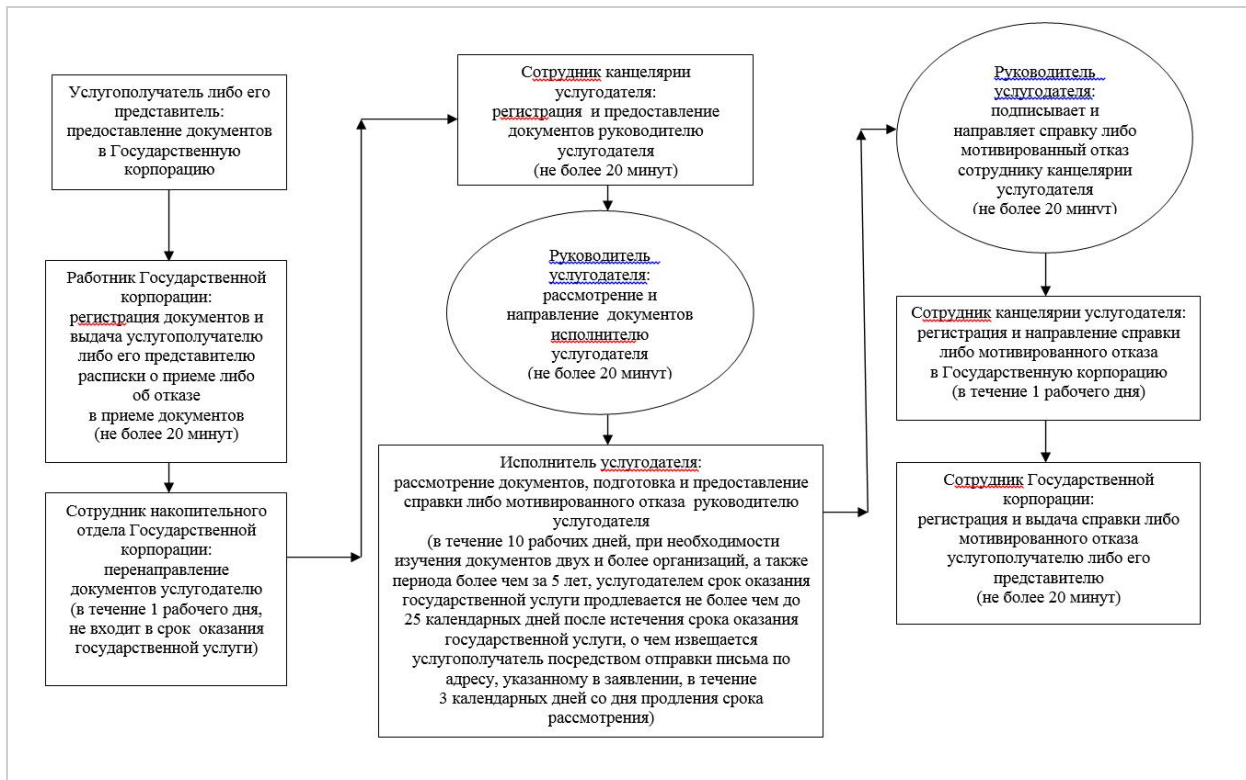 Услугополучатель либо его
представитель:
предоставление документов
в Государственную
корпорацию
Работник Государственной
корпорации:
регистрация документов и
выдача услугополучателю
либо его представителю
расписки о приеме либо
об отказе
в приеме документов
(не более 20 минут)
Сотрудник накопительного
отдела Государственной
корпорации:
перенаправление
документов услугодателю
(в течение 1 рабочего дня,
не входит в срок оказания
государственной услуги)
Сотрудник канцелярии
услугодателя:
регистрация и предоставление
документов руководителю
услугодателя
(не более 20 минут)
Руководитель
услугодателя:
рассмотрение и
направление документов
исполнителю
услугодателя
(не более 20 минут)
Исполнитель услугодателя:
рассмотрение документов, подготовка и предоставление
справки либо мотивированного отказа руководителю
услугодателя
(в течение 10 рабочих дней, при необходимости
изучения документов двух и более организаций, а также
периода более чем за 5 лет, услугодателем срок оказания
государственной услуги продлевается не более чем до
25 календарных дней после истечения срока оказания
государственной услуги, о чем извещается
услугополучатель посредством отправки письма по
адресу, указанному в заявлении, в течение
3 календарных дней со дня продления срока
рассмотрения)
Руководитель
услугодателя:
подписывает и
направляет справку либо
мотивированный отказ
сотруднику канцелярии
услугодателя
(не более 20 минут)
Сотрудник канцелярии услугодателя:
регистрация и направление справки
либо мотивированного отказа
в Государственную корпорацию
(в течение 1 рабочего дня)
Сотрудник Государственной
корпорации:
регистрация и выдача справки либо
мотивированного отказа
услугополучателю либо его
представителю
(не более 20 минут)